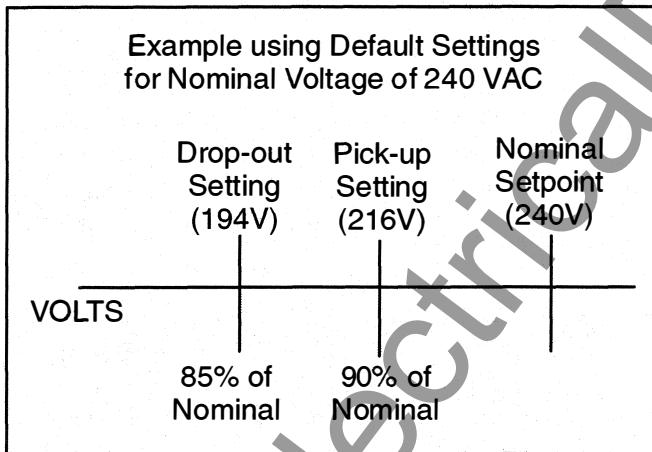 Example using Default Settings
for Nominal Voltage of 240 VAC
Drop-out
Setting
(194V)
Pick-up
Setting
(216V)
Nominal
Setpoint
(240V)
VOLTS
85% of
Nominal
90% of
Nominal